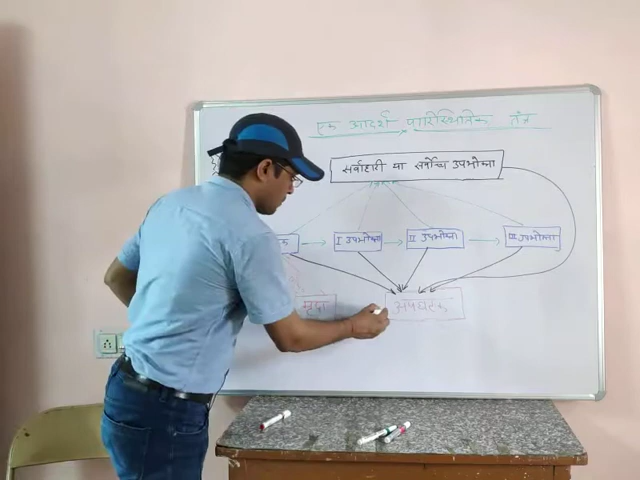 एक आदर्श पारिस्थितिक तंत्र
सर्वाहारी या सर्वोच्च उपभोक्ता
क I उपभोक्ता II उपभोक्ता III उपभोक्ता
मृदा अपघटक